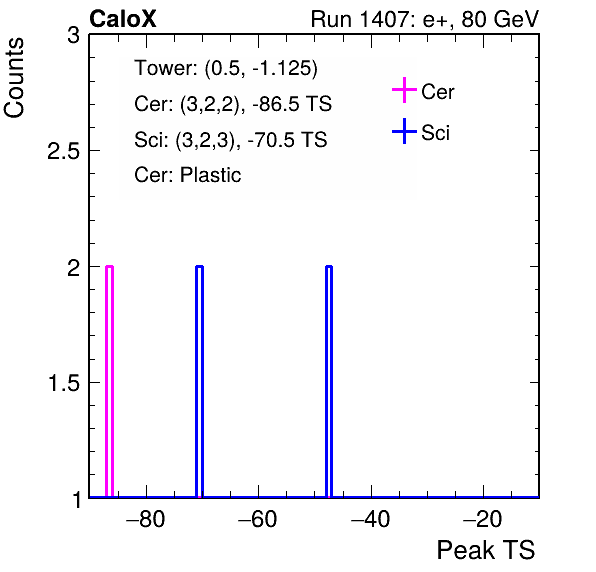 CaloX Run 1407: e+, 80 GeV
Counts
3
2.5
2
1.5
1
Tower: (0.5, -1.125)
Cer: (3,2,2), -86.5 TS
Sci: (3,2,3), -70.5 TS
Cer: Plastic
Cer
Sci
−80 −60 −40 −20
Peak TS